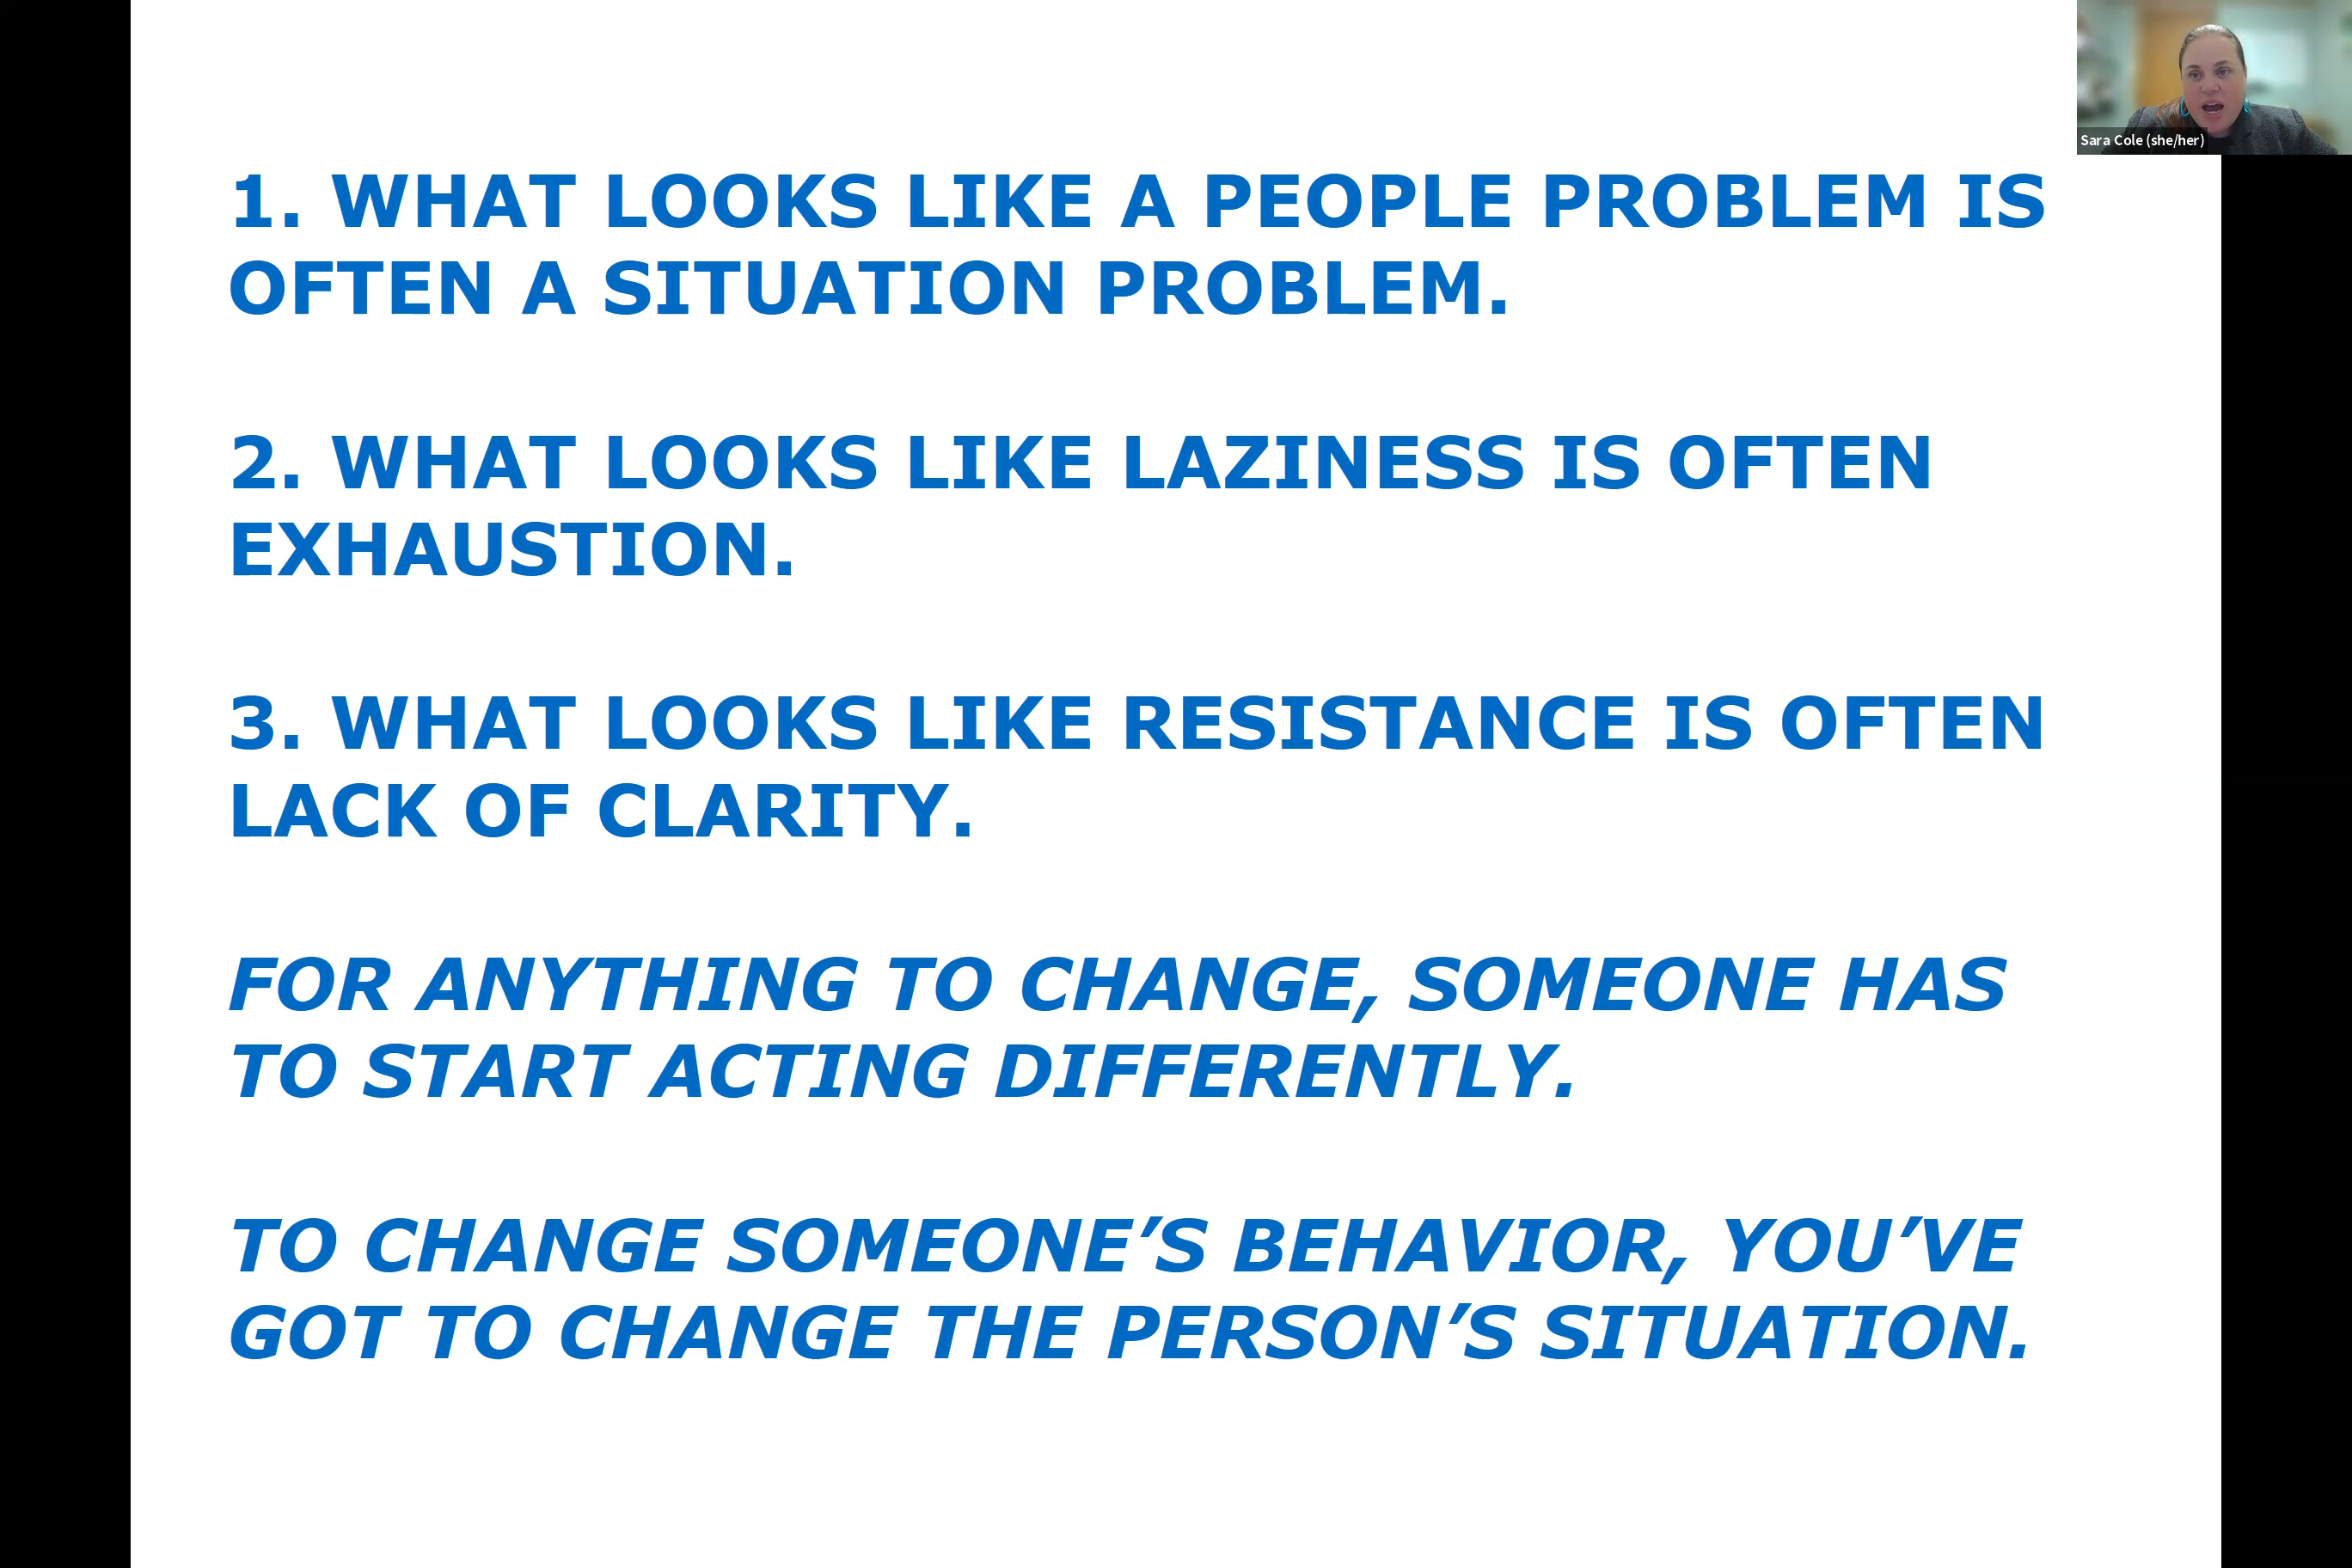 Sara Cole (she/her)
1. WHAT LOOKS LIKE A PEOPLE PROBLEM IS
OFTEN A SITUATION PROBLEM.
2. WHAT LOOKS LIKE LAZINESS IS OFTEN
EXHAUSTION.
3. WHAT LOOKS LIKE RESISTANCE IS OFTEN
LACK OF CLARITY.
FOR ANYTHING TO CHANGE, SOMEONE HAS
TO START ACTING DIFFERENTLY.
TO CHANGE SOMEONE’S BEHAVIOR, YOU’VE
GOT TO CHANGE THE PERSON’S SITUATION.